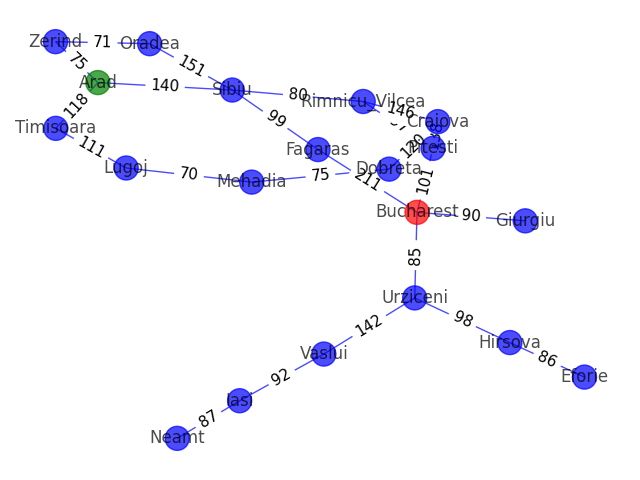 Zerind
71
Oradea
75
151
Arad
140
Sibiu
80
Rimnicu_Vilcea
146
Craiova
118
99
Timisoara
111
Fagaras
120
Pitesti
Lugoj
70
Mehadia
75
Dobreta
211
101
Bucharest
90
Giurgiu
85
Urziceni
98
142
Hirsova
Vaslui
86
92
Eforie
Iasi
87
Neamt